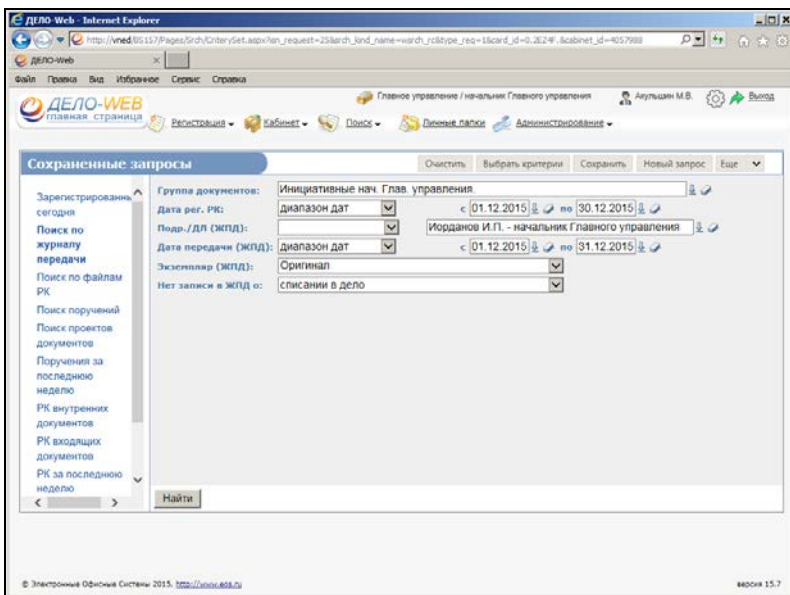 ДЕЛО-Web - Internet Explorer
ДЕЛО-Web
Файл Правка Вид Избранное Сервис Справка
ДЕЛО-WEB
главная страница
Главное управление / начальник Главного управления Акульшин М.В. Выход
Регистрация Кабинет Поиск Личные папки Администрирование
Сохраненные запросы
Очистить Выбрать критерии Сохранить Новый запрос Еще
Зарегистрированнь
сегодня
Поиск по
журналу
передачи
Поиск по файлам
РК
Поиск поручений
Поиск проектов
документов
Поручения за
последнюю
неделю
РК внутренних
документов
РК входящих
документов
РК за последнюю
неделю
Группа документов: Инициативные нач. Глав. управления.
Дата рег. РК: диапазон дат с 01.12.2015 по 30.12.2015
Подр./ДЛ (ЖПД): Иорданов И.П. - начальник Главного управления
Дата передачи (ЖПД): диапазон дат с 01.12.2015 по 31.12.2015
Экземпляр (ЖПД): Оригинал
Нет записи в ЖПД о: списании в дело
Найти
© Электронные Офисные Системы 2015, http://www.eos.ru
версия 15.7